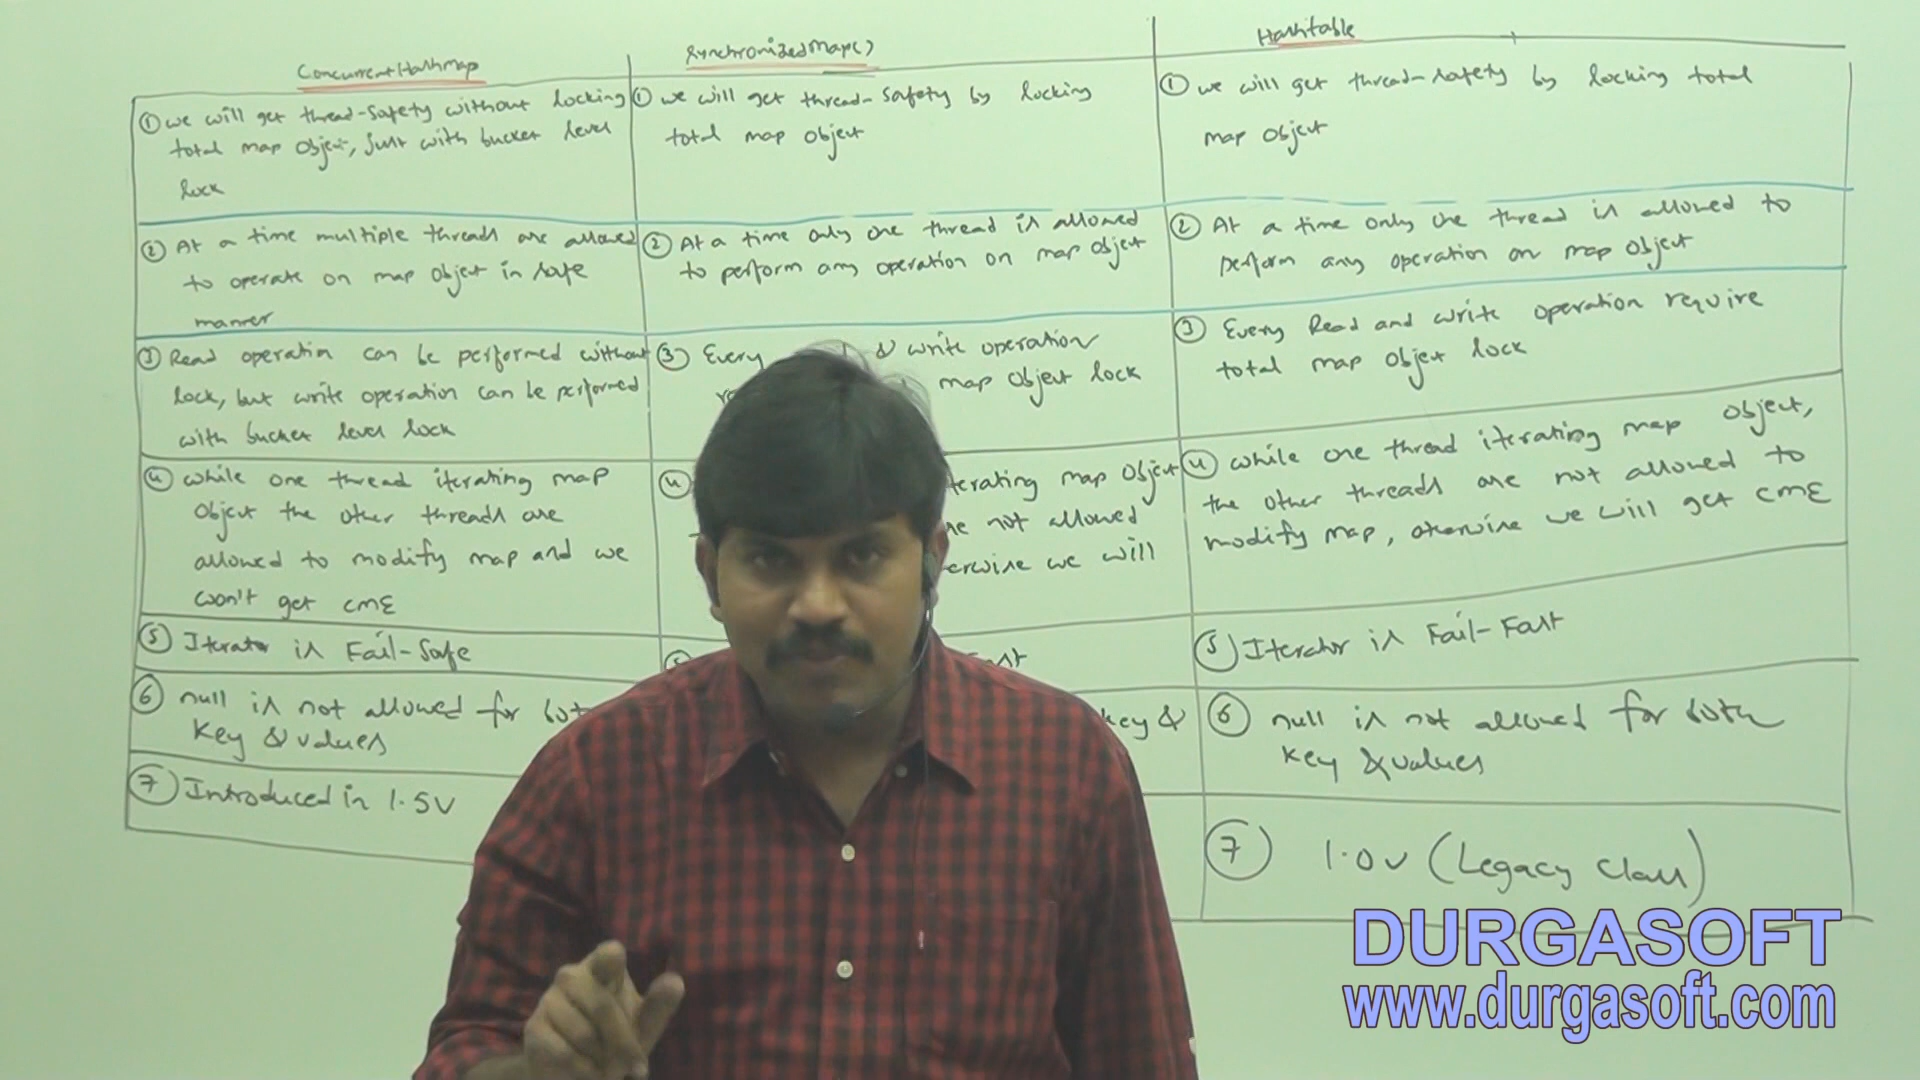 ConcurrentHashmap
① we will get thread-safety without locking
total map object, just with bucket level
lock
② At a time multiple threads are allowed
to operate on map object in safe
manner
③ Read operation can be performed without
lock, but write operation can be performed
with bucket level lock
④ while one thread iterating map
object the other threads are
allowed to modify map and we
won't get CME
⑤ Iterator is Fail-Safe
⑥ null is not allowed for
Key & values
⑦ Introduced in 1.5V
SynchronizedMap()
① we will get thread-safety by locking
total map object
② At a time only one thread is allowed
to perform any operation on map object
③ Every & write operation
map object lock
④ iterating map object
not allowed
we will
⑤
key &
Hashtable
① we will get thread-safety by locking total
map object
② At a time only one thread is allowed to
perform any operation on map object
③ Every Read and write operation require
total map object lock
④ while one thread iterating map object,
the other threads are not allowed to
modify map, otherwise we will get CME
⑤ Iterator is Fail-Fast
⑥ null is not allowed for both
key & values
⑦ 1.0V (Legacy class)
DURGASOFT
www.durgasoft.com